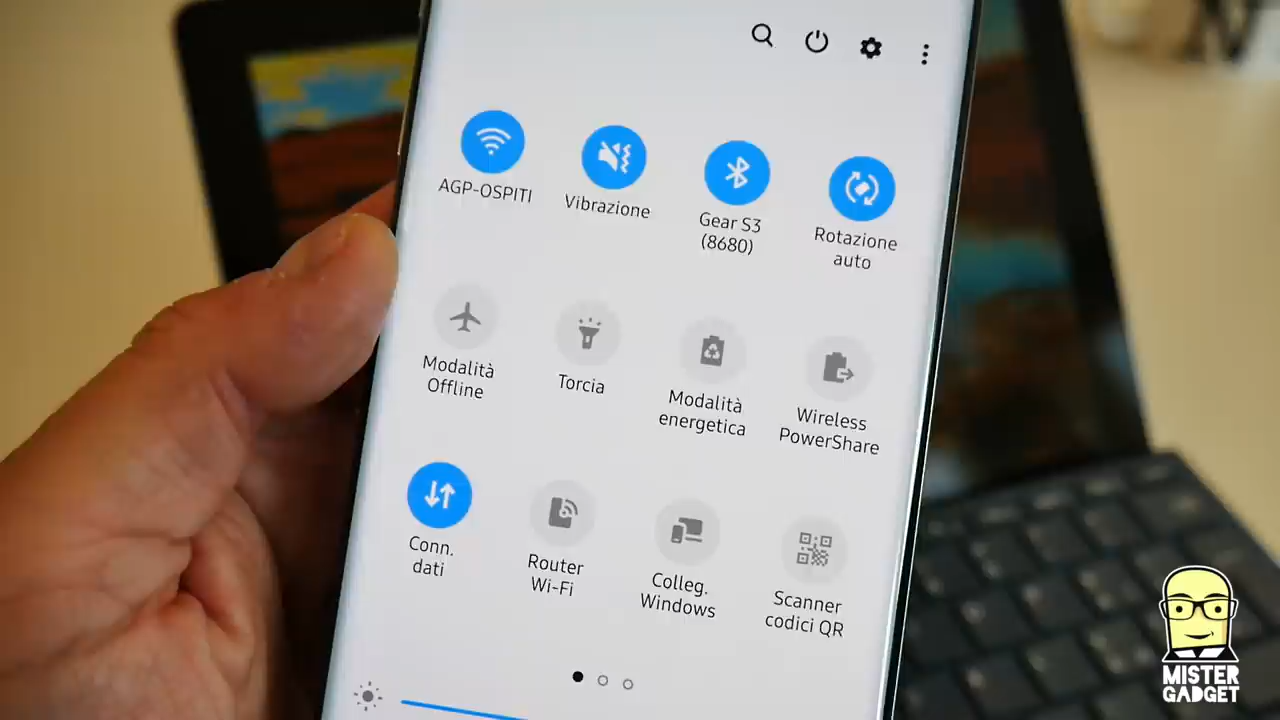 AGP-OSPITI
Vibrazione
Gear S3
(8680)
Rotazione
auto
Modalità
Offline
Torcia
Modalità
energetica
Wireless
PowerShare
Conn.
dati
Router
Wi-Fi
Colleg.
Windows
Scanner
codici QR
MISTER
GADGET